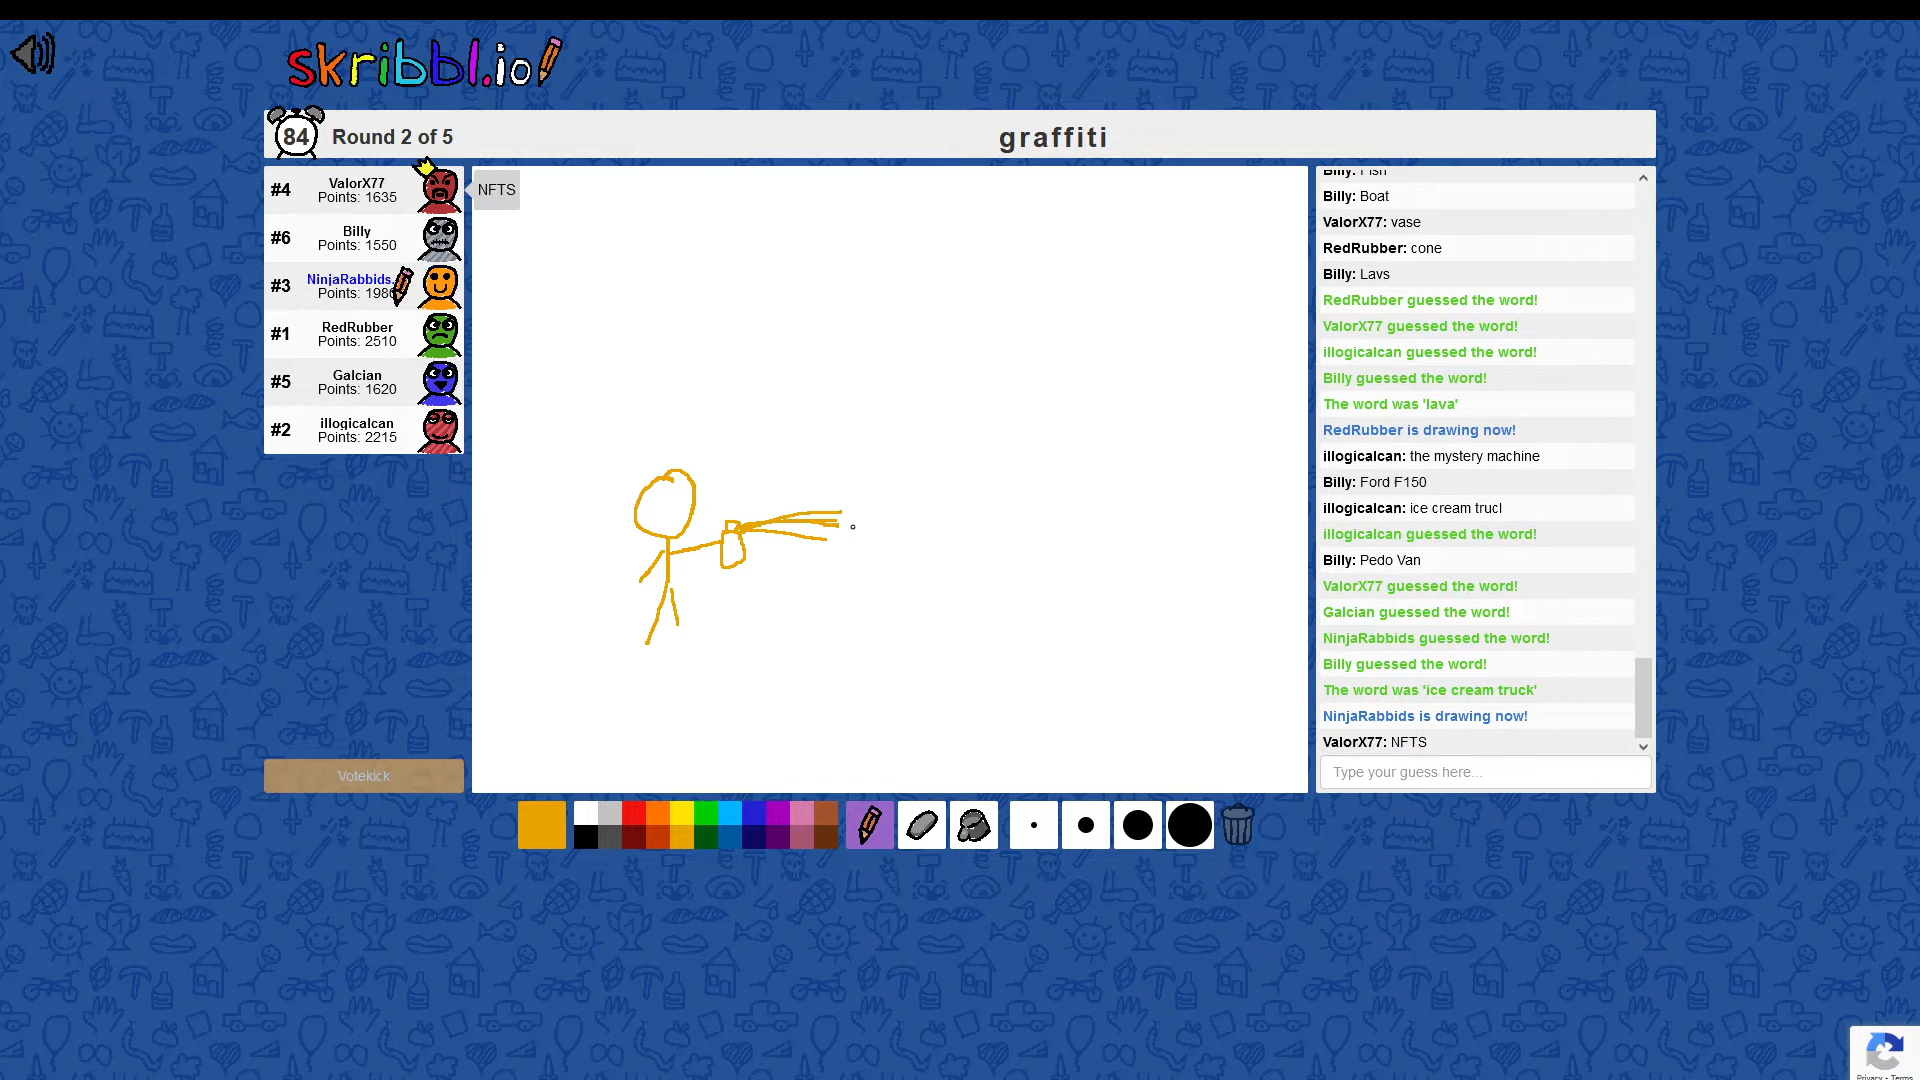 skribbl.io
84
Round 2 of 5
graffiti
#4
ValorX77
Points: 1635
NFTS
#6
Billy
Points: 1550
#3
NinjaRabbids.
Points: 198
#1
RedRubber
Points: 2510
#5
Galcian
Points: 1620
#2
illogicalcan
Points: 2215
Votekick
Billy: Fish
Billy: Boat
ValorX77: vase
RedRubber: cone
Billy: Lavs
RedRubber guessed the word!
ValorX77 guessed the word!
illogicalcan guessed the word!
Billy guessed the word!
The word was 'lava'
RedRubber is drawing now!
illogicalcan: the mystery machine
Billy: Ford F150
illogicalcan: ice cream trucl
illogicalcan guessed the word!
Billy: Pedo Van
ValorX77 guessed the word!
Galcian guessed the word!
NinjaRabbids guessed the word!
Billy guessed the word!
The word was 'ice cream truck'
NinjaRabbids is drawing now!
ValorX77: NFTS
Type your guess here...
Privacy - Terms